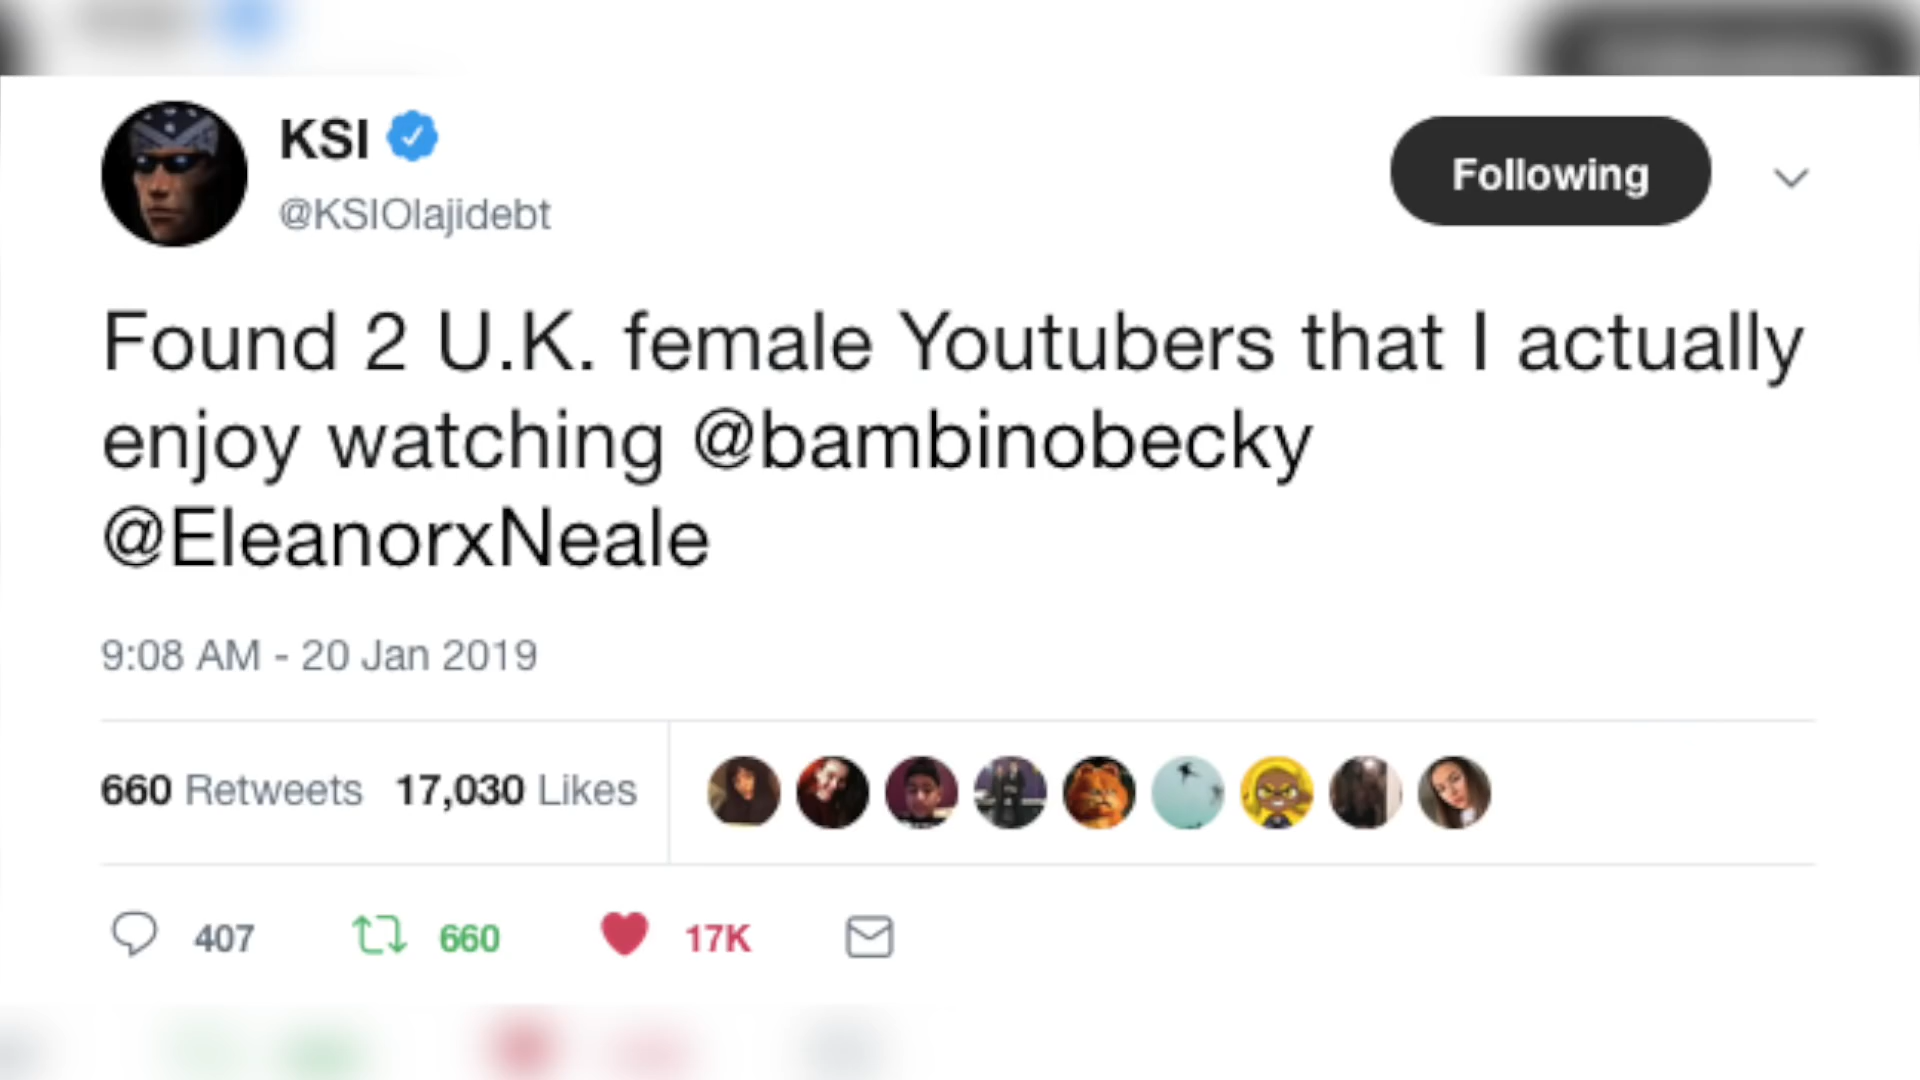 KSI
@KSIOlajidebt
Following
Found 2 U.K. female Youtubers that I actually
enjoy watching @bambinobecky
@EleanorxNeale
9:08 AM - 20 Jan 2019
660 Retweets 17,030 Likes
407 660 17K